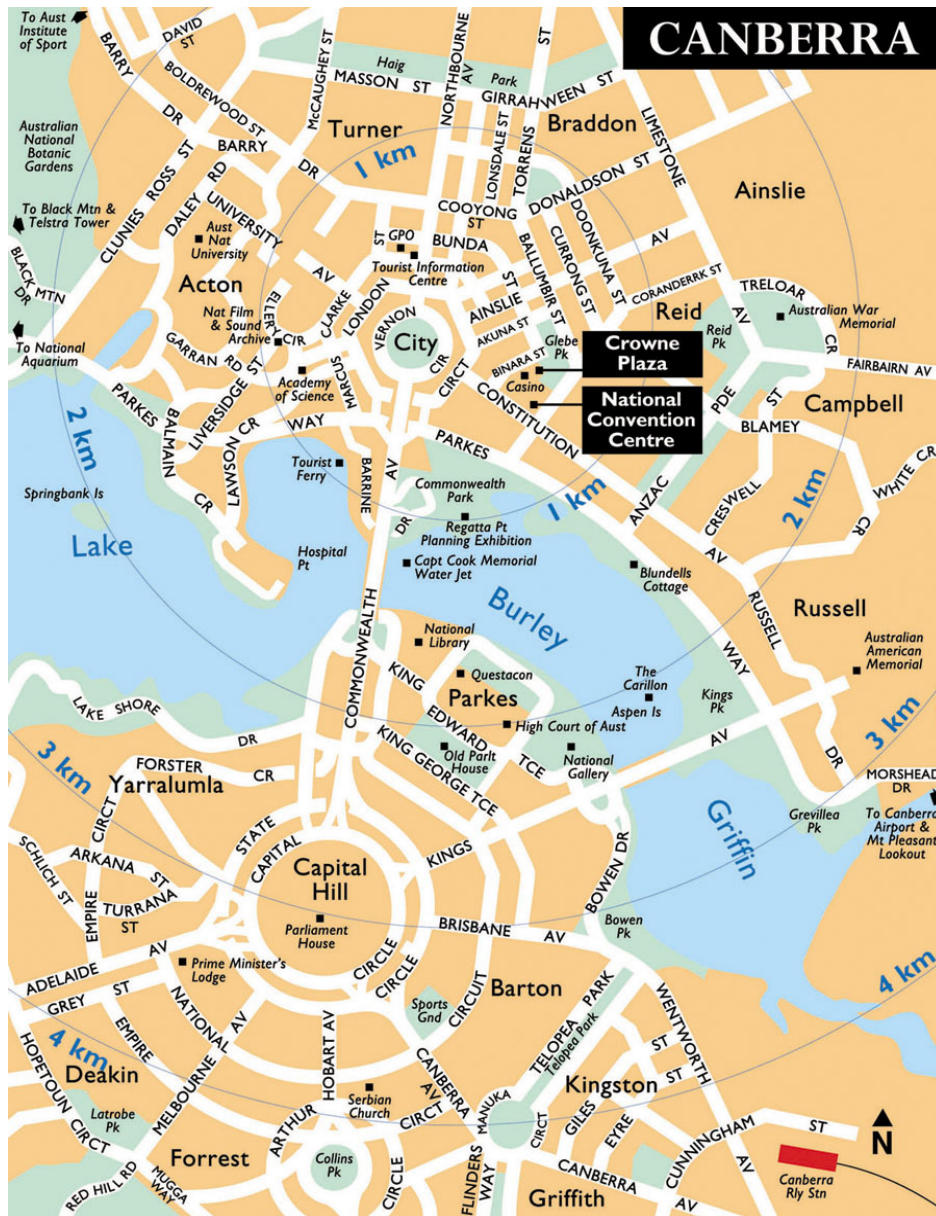 CANBERRA
To Aust
Institute
of Sport
DAVID
ST
BARRY
DR
BOLDREWOOD ST
McCAUGHEY ST
Haig
Park
MASSON ST
NORTHBOURNE
AV
GIRRAHWEEN ST
ST
LIMESTONE
AV
Turner
Braddon
1 km
LONSDALE ST
TORRENS
Australian
National
Botanic
Gardens
BARRY
DR
CLUNIES ROSS ST
DALEY RD
UNIVERSITY
AV
COOYONG
ST
DONALDSON ST
Ainslie
To Black Mtn &
Telstra Tower
BLACK MTN
DR
Aust
Nat
University
ST
GPO
BUNDA
ST
Tourist Information
Centre
BALLUMBIR ST
CURRONG ST
DOONKUNA ST
AINSLIE
AV
CORANDERRK ST
TRELOAR
CR
Australian War
Memorial
Acton
Nat Film
& Sound
Archive
ELLERY
CIR
CLARKE
LONDON
VERNON
CIR
CIRCT
City
AKUNA ST
BINARA ST
Glebe
Pk
Reid
Reid
Pk
Crowne
Plaza
Casino
National
Convention
Centre
FAIRBAIRN AV
To National
Aquarium
GARRAN RD
LIVERSIDGE
ST
Academy
of Science
MARCUS
CONSTITUTION
AV
PDE
ANZAC
Campbell
ST
BLAMEY
CR
CRESWELL
WHITE CR
2 km
PARKES
WAY
BALMAIN
CR
LAWSON
CR
PARKES
WAY
BARRINE
DR
AV
Tourist
Ferry
Commonwealth
Park
1 km
2 km
Springbank Is
Lake
Hospital
Pt
Regatta Pt
Planning Exhibition
Capt Cook Memorial
Water Jet
Blundells
Cottage
Burley
RUSSELL
DR
Russell
Australian
American
Memorial
COMMONWEALTH
National
Library
Questacon
KING
EDWARD
TCE
Parkes
The
Carillon
Aspen Is
Kings
Pk
High Court of Aust
AV
LAKE SHORE
DR
3 km
KING GEORGE TCE
Old Parlt
House
National
Gallery
3 km
FORSTER
CR
Yarralumla
MORSHEAD
DR
Grevillea
Pk
To Canberra
Airport &
Mt Pleasant
Lookout
Griffin
SCHLICH ST
ARKANA
ST
CIRCT
EMPIRE
TURRANA
ST
STATE
CAPITAL
CIRCLE
CIRCLE
Capital
Hill
Parliament
House
KINGS
BOWEN DR
Bowen
Pk
BRISBANE
AV
ADELAIDE
AV
Prime Minister's
Lodge
4 km
GREY ST
NATIONAL
Sports
Gnd
CIRCUIT
Barton
TELOPEA PARK
Telopea Park
WENTWORTH
AV
4 km
HOPETOUN
CIRCT
EMPIRE
CIRCT
Deakin
MELBOURNE AV
HOBART AV
CANBERRA
AV
Serbian
Church
Kingston
ST
ST
MANUKA
CIRCT
GILES
EYRE
Latrobe
Pk
ARTHUR
CIRCLE
CUNNINGHAM
ST
N
Forrest
Collins
Pk
RED HILL RD
MUGGA
WAY
FLINDERS
WAY
CANBERRA
AV
Griffith
Canberra
Rly Stn